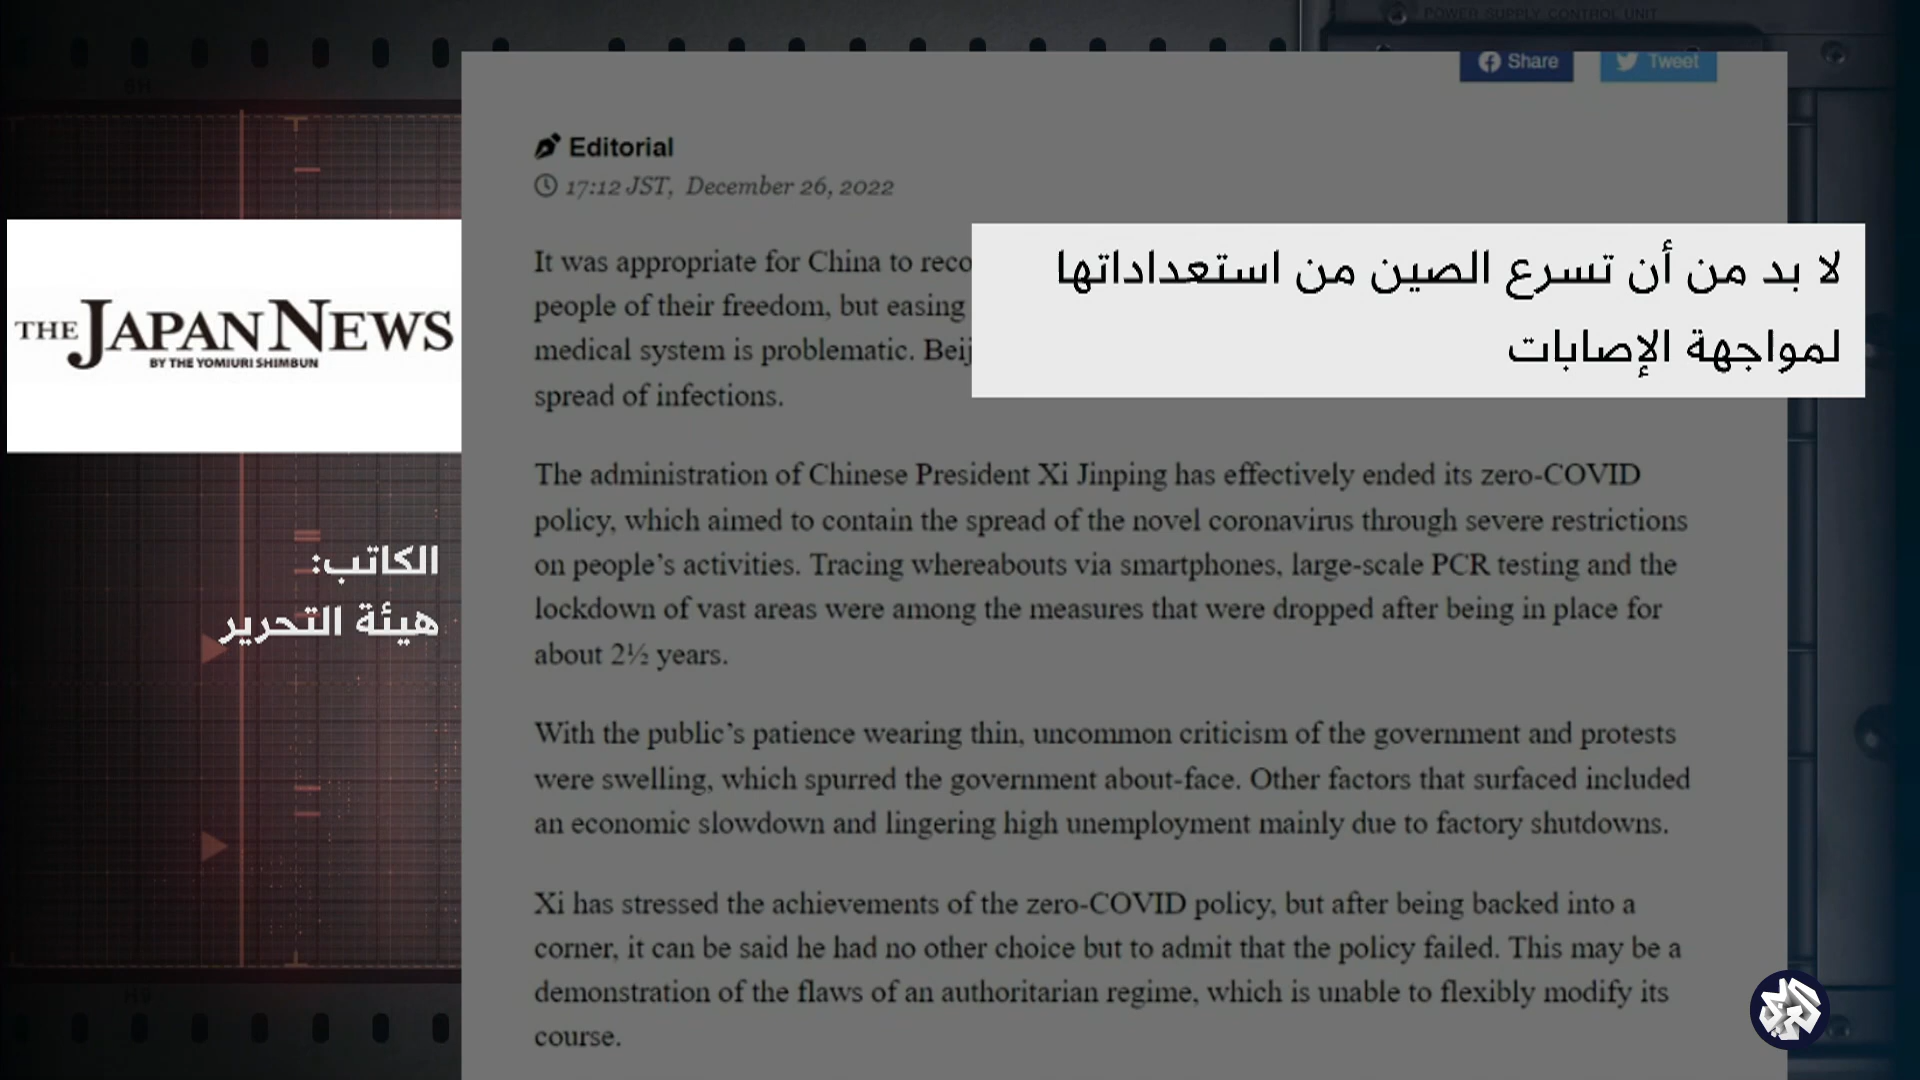 POWER SUPPLY CONTROL UNIT
Share
Tweet
Editorial
17:12 JST, December 26, 2022
لا بد من أن تسرع الصين من استعداداتها
لمواجهة الإصابات
It was appropriate for China to
people of their freedom, but easing
medical system is problematic.
spread of infections.
THE JAPAN NEWS
BY THE YOMIURI SHIMBUN
The administration of Chinese President Xi Jinping has effectively ended its zero-COVID
policy, which aimed to contain the spread of the novel coronavirus through severe restrictions
on people’s activities. Tracing whereabouts via smartphones, large-scale PCR testing and the
lockdown of vast areas were among the measures that were dropped after being in place for
about 2½ years.
الكاتب:
هيئة التحرير
With the public’s patience wearing thin, uncommon criticism of the government and protests
were swelling, which spurred the government about-face. Other factors that surfaced included
an economic slowdown and lingering high unemployment mainly due to factory shutdowns.
Xi has stressed the achievements of the zero-COVID policy, but after being backed into a
corner, it can be said he had no other choice but to admit that the policy failed. This may be a
demonstration of the flaws of an authoritarian regime, which is unable to flexibly modify its
course.